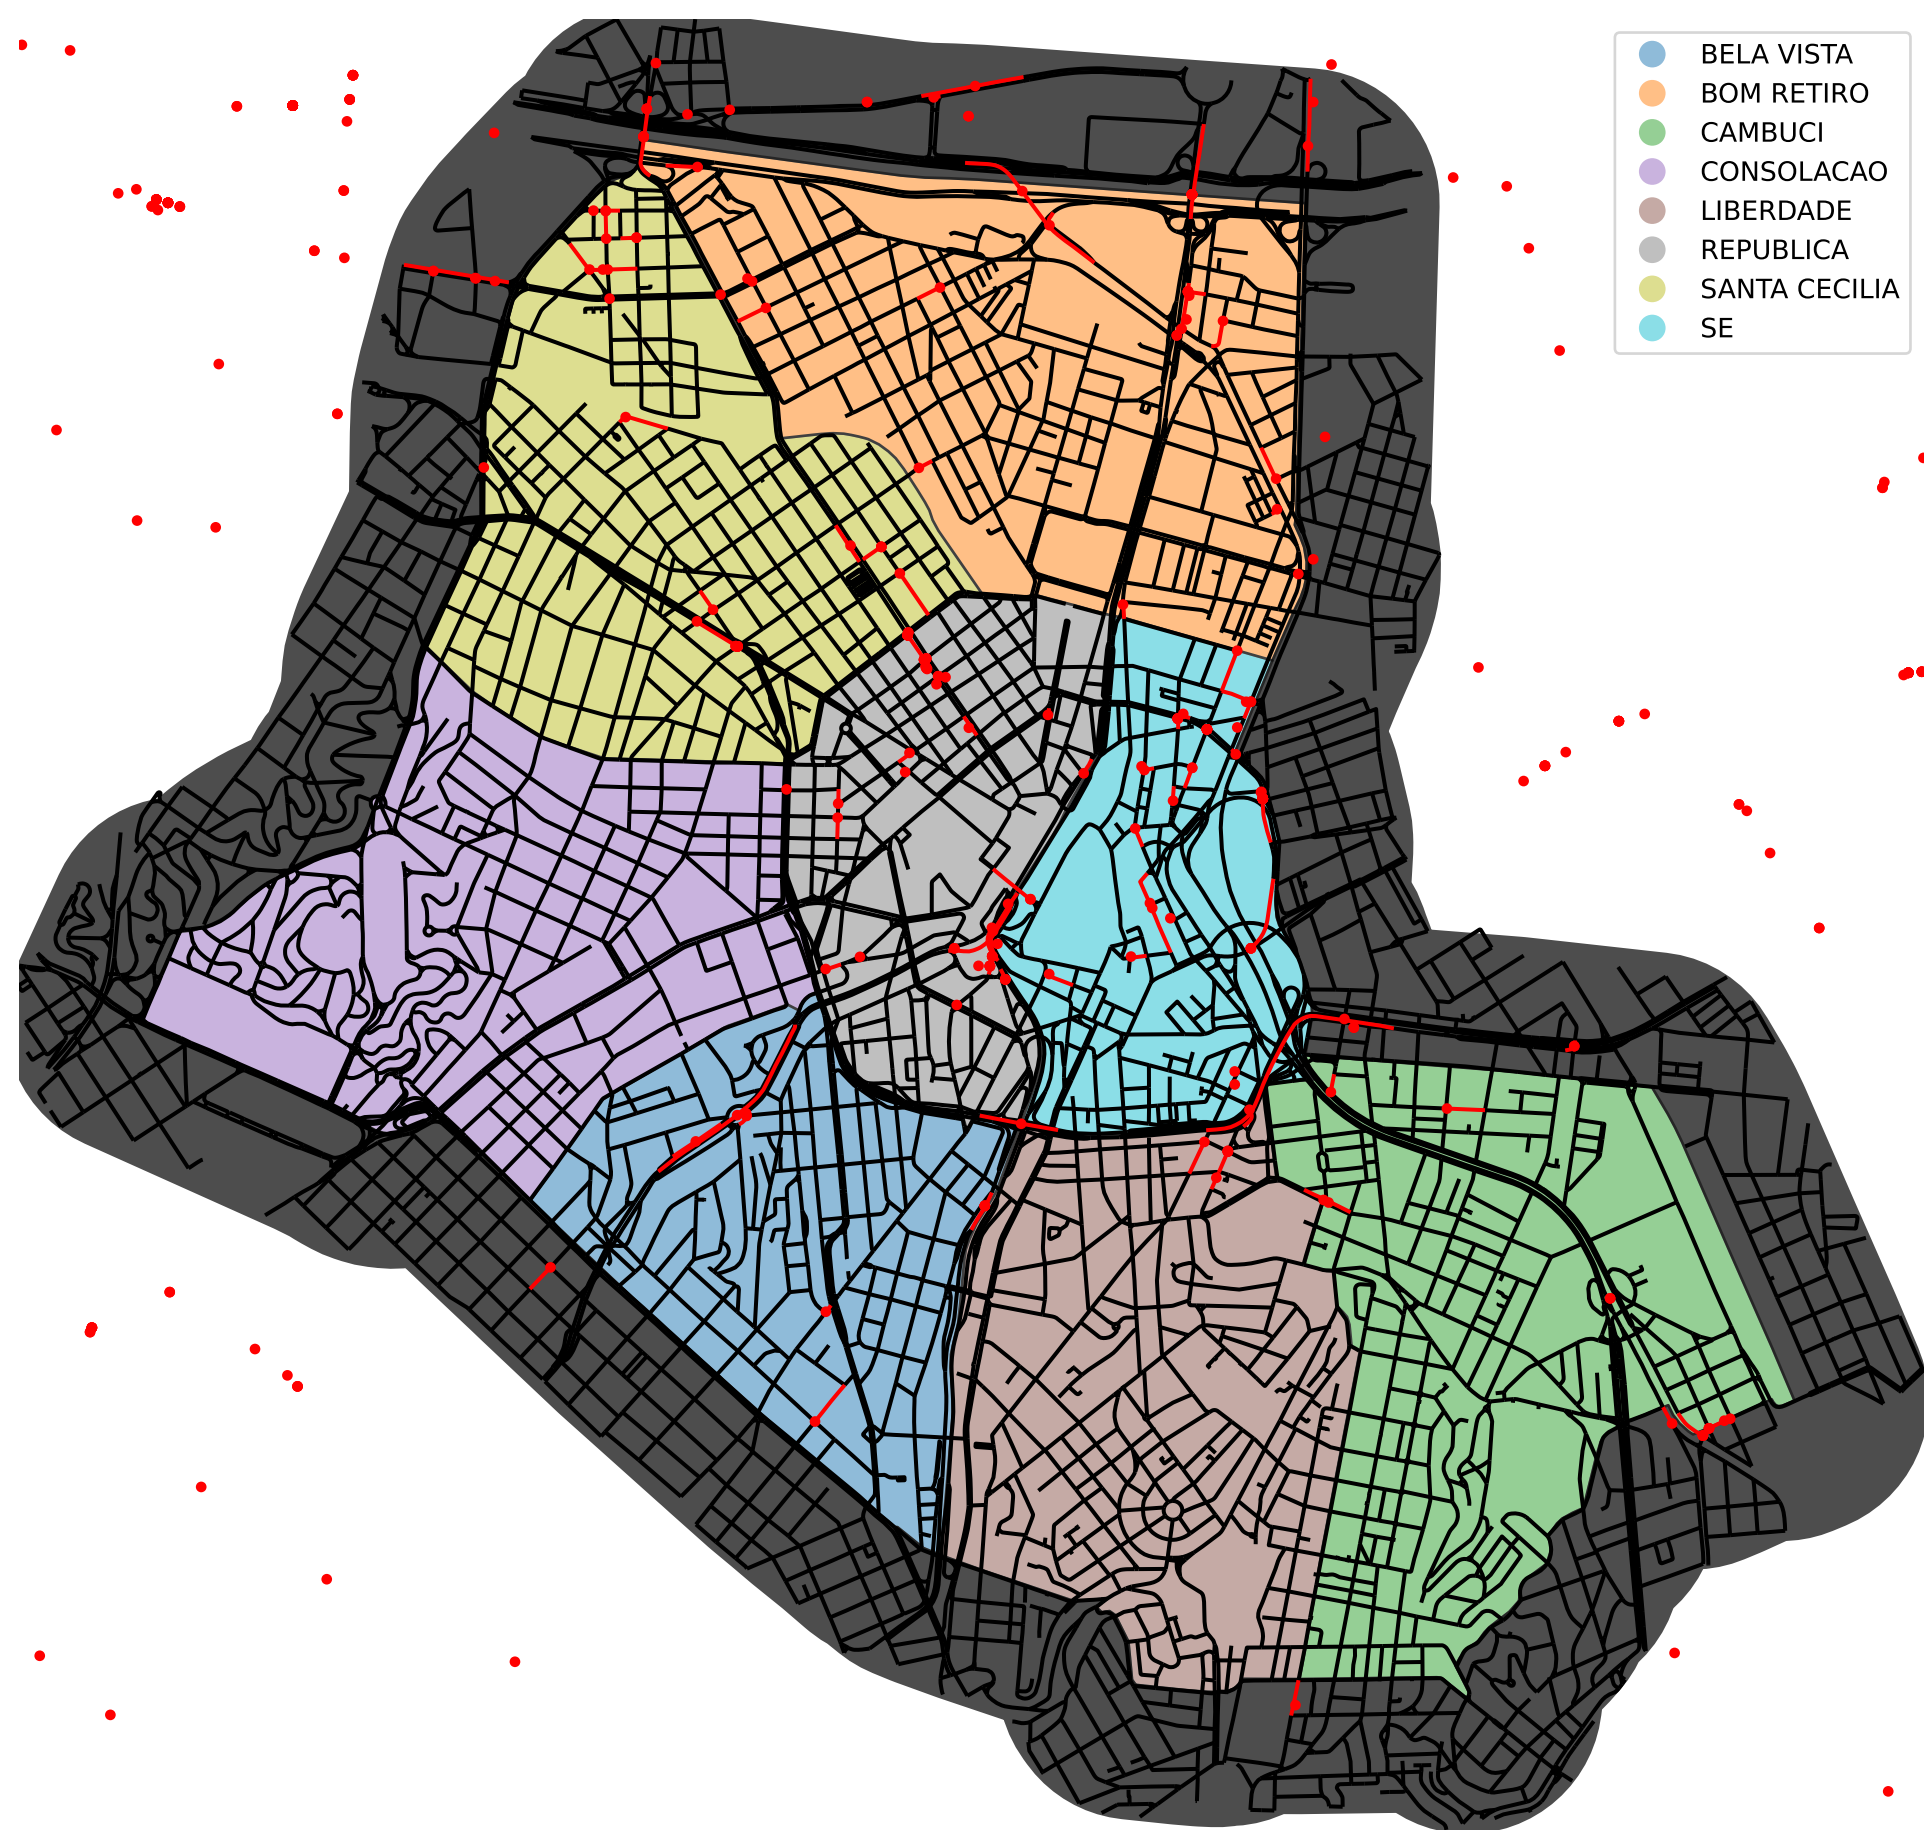 BELA VISTA
BOM RETIRO
CAMBUCI
CONSOLACAO
LIBERDADE
REPUBLICA
SANTA CECILIA
SE